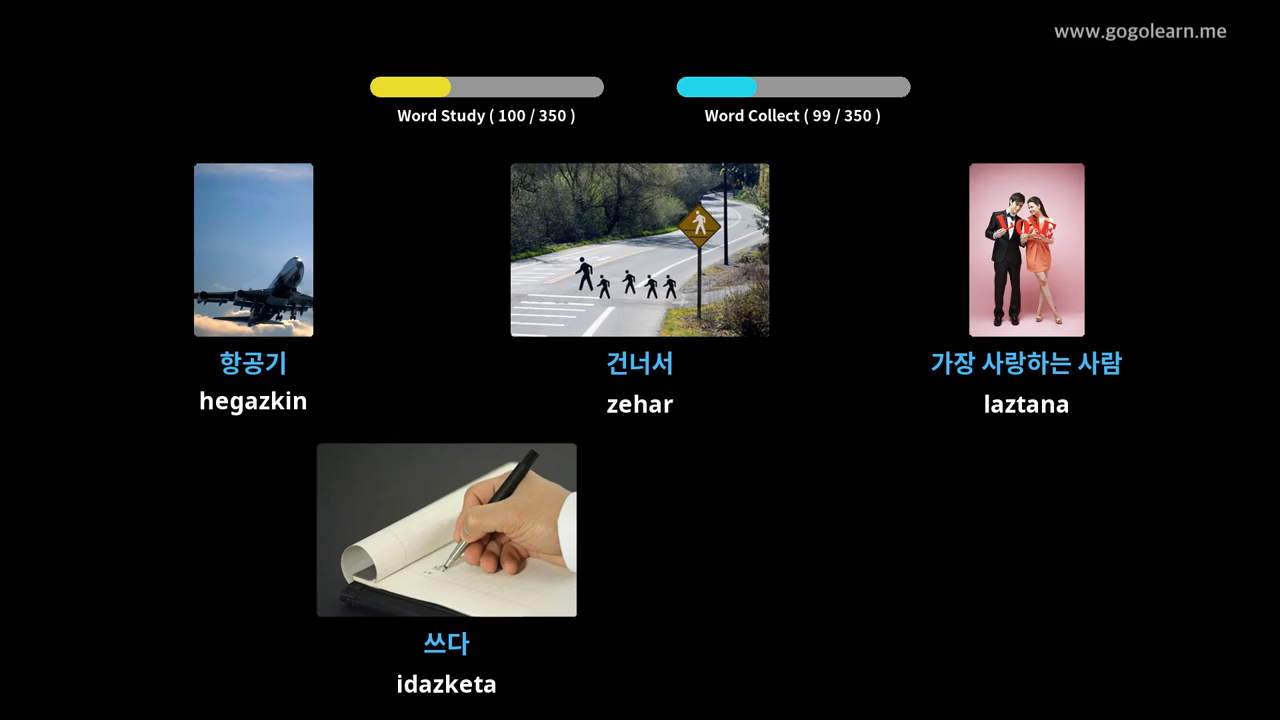 www.gogolearn.me
Word Study ( 100 / 350 )
Word Collect ( 99 / 350 )
항공기
hegazkin
건너서
zehar
LOVE
가장 사랑하는 사람
laztana
쓰다
idazketa